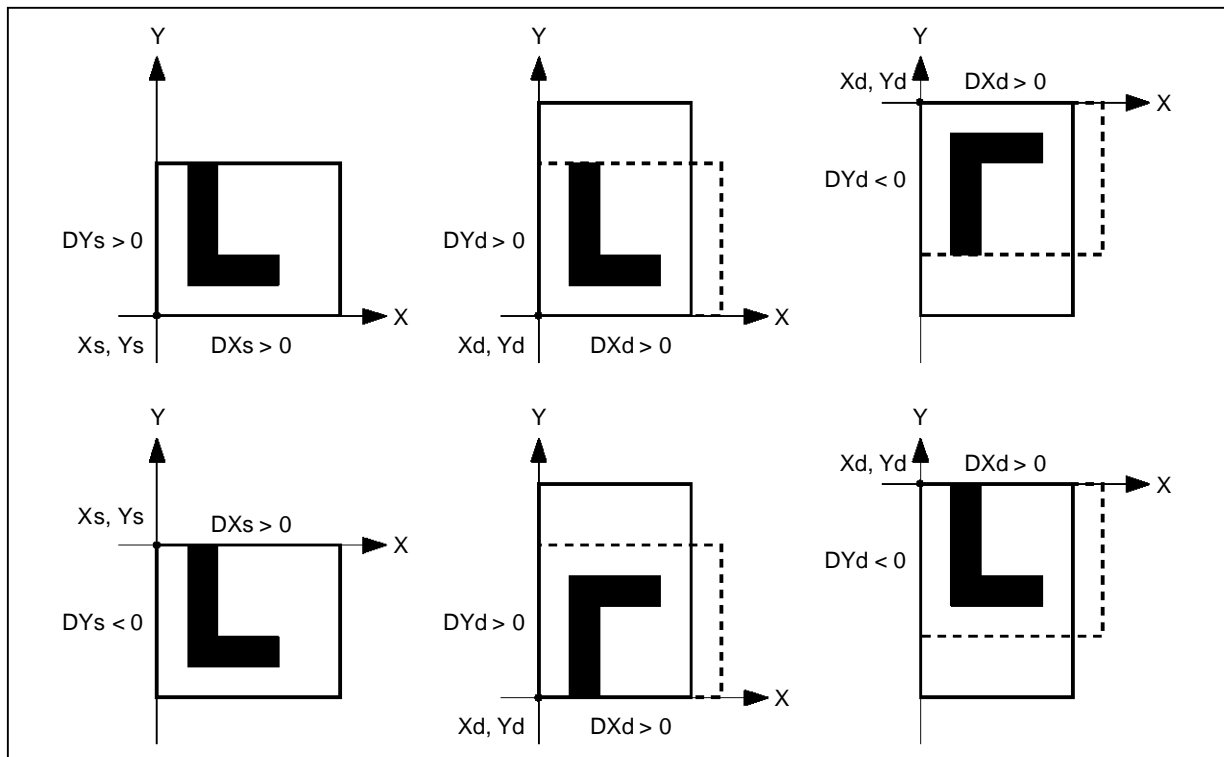 Y
DYs > 0
X
Xs, Ys
DXs > 0
Y
DYd > 0
X
Xd, Yd
DXd > 0
Y
Xd, Yd
DXd > 0
X
DYd < 0
Y
Xs, Ys
DXs > 0
X
DYs < 0
Y
DYd > 0
X
Xd, Yd
DXd > 0
Y
Xd, Yd
DXd > 0
X
DYd < 0